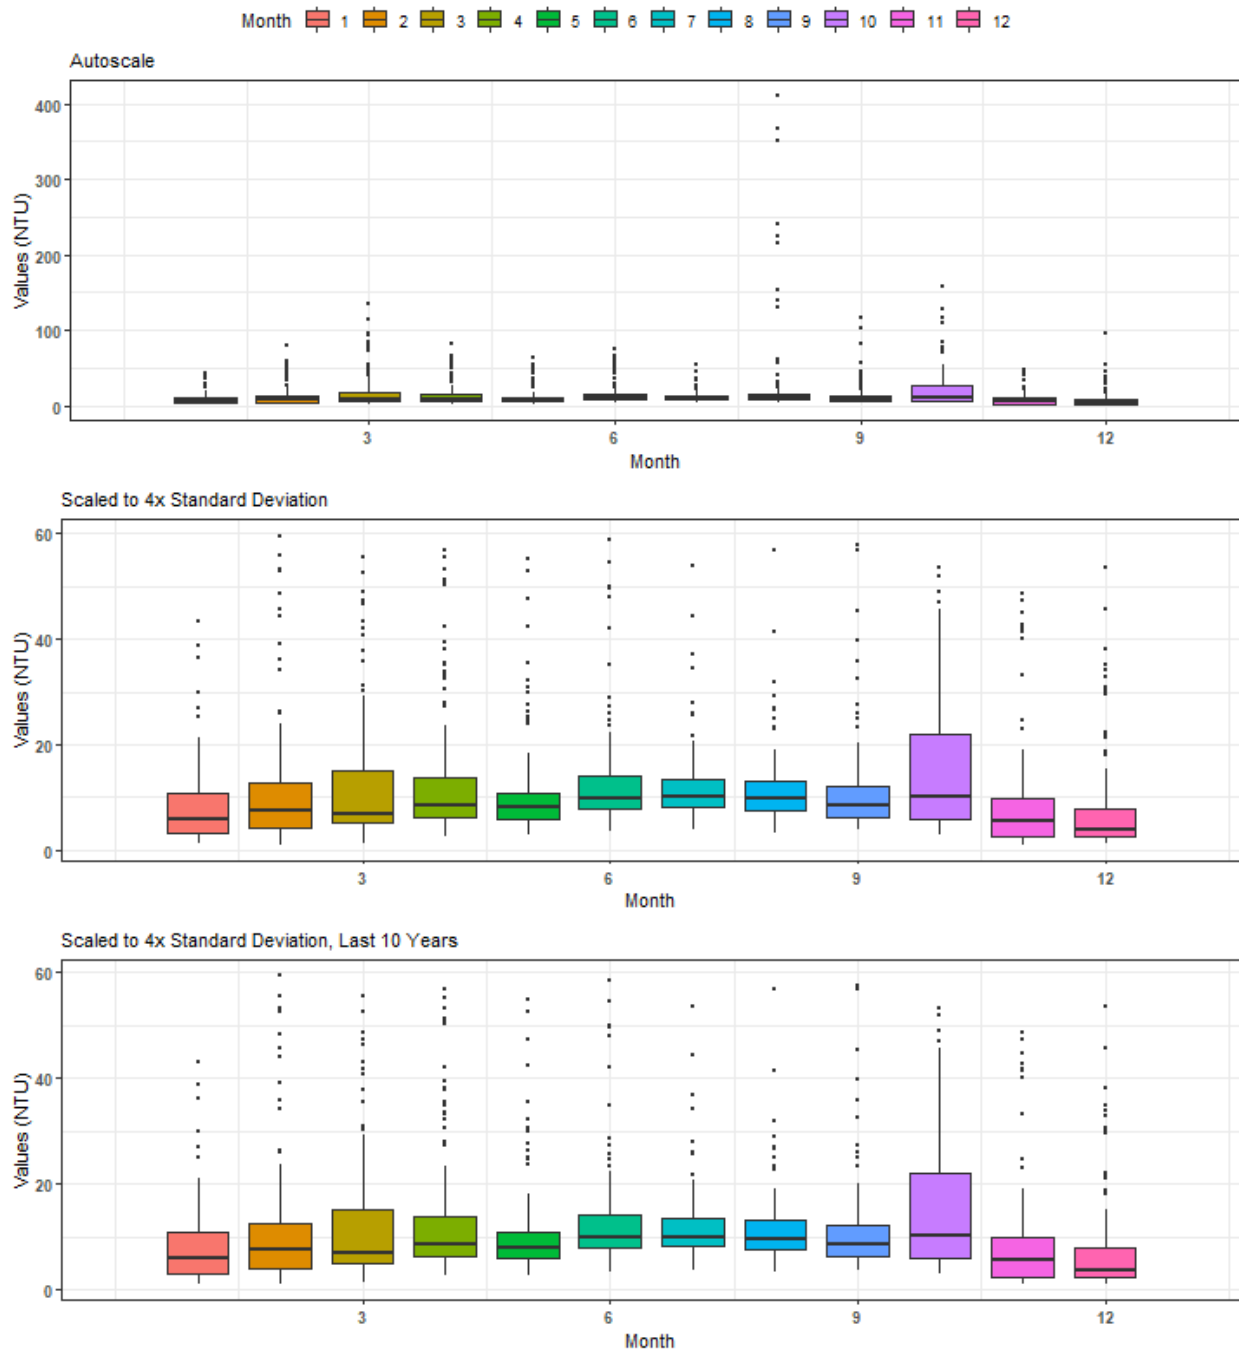 Month 1 2 3 4 5 6 7 8 9 10 11 12
Autoscale
Values (NTU)
400
300
200
100
0
3 6 9 12
Month
Scaled to 4x Standard Deviation
Values (NTU)
60
40
20
0
3 6 9 12
Month
Scaled to 4x Standard Deviation, Last 10 Years
Values (NTU)
60
40
20
0
3 6 9 12
Month